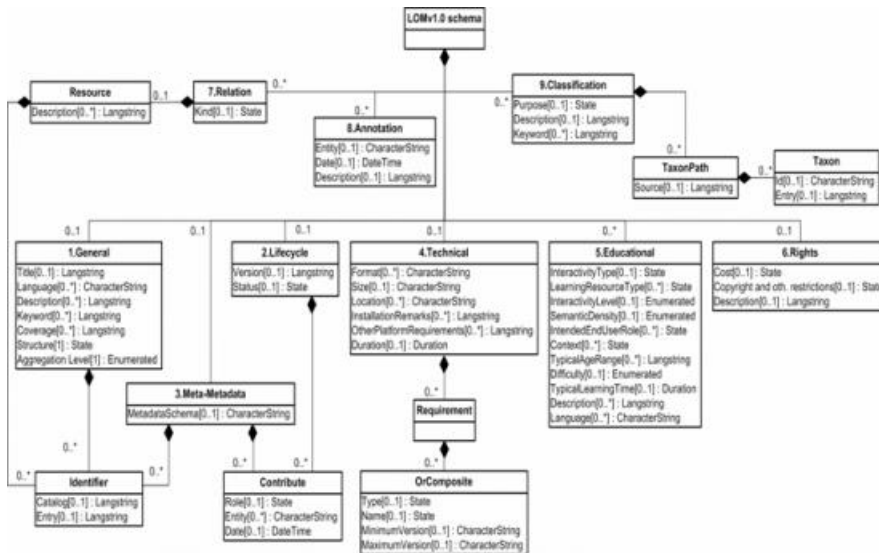 LOMv1.0 schema
Resource
Description[0..*] : Langstring
0..1
7.Relation
Kind[0..1] : State
0..*
0..*
8.Annotation
Entity[0..1] : CharacterString
Date[0..1] : DateTime
Description[0..1] : Langstring
0..*
9.Classification
Purpose[0..1] : State
Description[0..1] : Langstring
Keyword[0..*] : Langstring
0..*
TaxonPath
Source[0..1] : Langstring
0..*
Taxon
Id[0..1] : CharacterString
Entry[0..1] : Langstring
0..1
1.General
Title[0..1] : Langstring
Language[0..*] : CharacterString
Description[0..*] : Langstring
Keyword[0..*] : Langstring
Coverage[0..*] : Langstring
Structure[1] : State
Aggregation Level[1] : Enumerated
0..1
0..1
2.Lifecycle
Version[0..1] : Langstring
Status[0..1] : State
0..1
4.Technical
Format[0..*] : CharacterString
Size[0..1] : CharacterString
Location[0..*] : CharacterString
InstallationRemarks[0..*] : Langstring
OtherPlatformRequirements[0..*] : Langstring
Duration[0..1] : Duration
0..*
5.Educational
InteractivityType[0..1] : State
LearningResourceType[0..*] : State
InteractivityLevel[0..1] : Enumerated
SemanticDensity[0..1] : Enumerated
IntendedEndUserRole[0..*] : State
Context[0..*] : State
TypicalAgeRange[0..*] : Langstring
Difficulty[0..1] : Enumerated
TypicalLearningTime[0..1] : Duration
Description[0..*] : Langstring
Language[0..*] : CharacterString
0..1
6.Rights
Cost[0..1] : State
Copyright and oth. restrictions[0..1] : Stat
Description[0..1] : Langstring
3.Meta-Metadata
MetadataSchema[0..1] : CharacterString
0..*
Requirement
0..*
0..*
0..*
Identifier
Catalog[0..1] : Langstring
Entry[0..1] : Langstring
0..*
0..*
Contribute
Role[0..1] : State
Entity[0..*] : CharacterString
Date[0..1] : DateTime
0..*
OrComposite
Type[0..1] : State
Name[0..1] : State
MinimumVersion[0..1] : CharacterString
MaximumVersion[0..1] : CharacterString